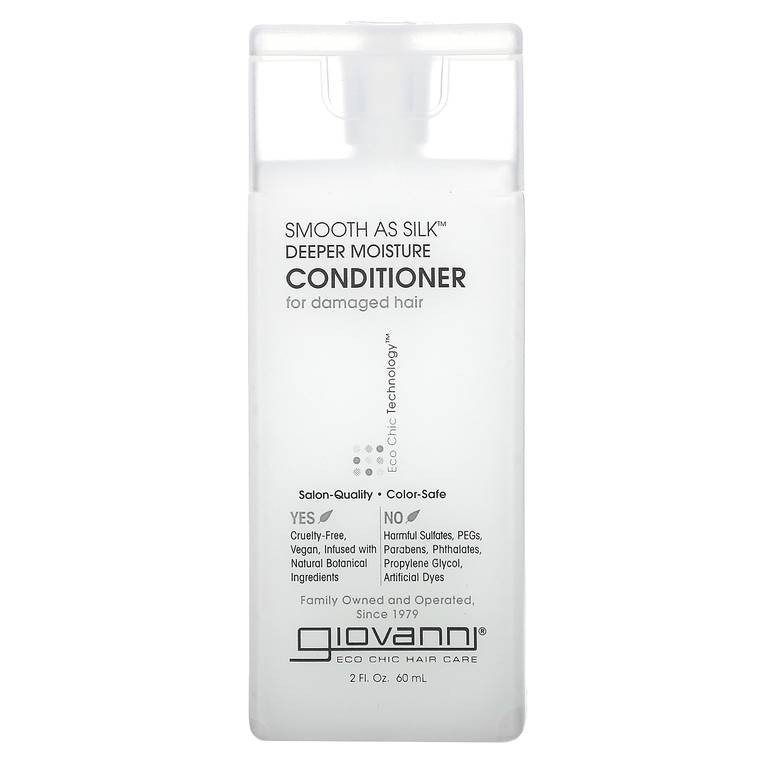 SMOOTH AS SILK™
DEEPER MOISTURE
CONDITIONER
for damaged hair
Eco Chic Technology™
Salon-Quality • Color-Safe
YES
Cruelty-Free,
Vegan, Infused with
Natural Botanical
Ingredients
NO
Harmful Sulfates, PEGs,
Parabens, Phthalates,
Propylene Glycol,
Artificial Dyes
Family Owned and Operated,
Since 1979
giovanni®
ECO CHIC HAIR CARE
2 Fl. Oz. 60 mL